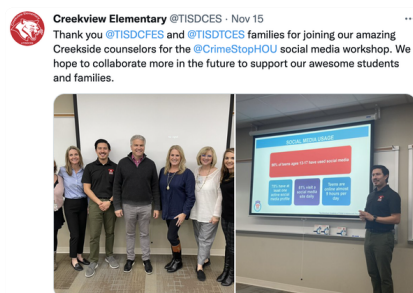 Creekview Elementary @TISDCES · Nov 15
Thank you @TISDCFES and @TISDTCES families for joining our amazing
Creekside counselors for the @CrimeStopHOU social media workshop. We
hope to collaborate more in the future to support our awesome students
and families.
SOCIAL MEDIA USAGE